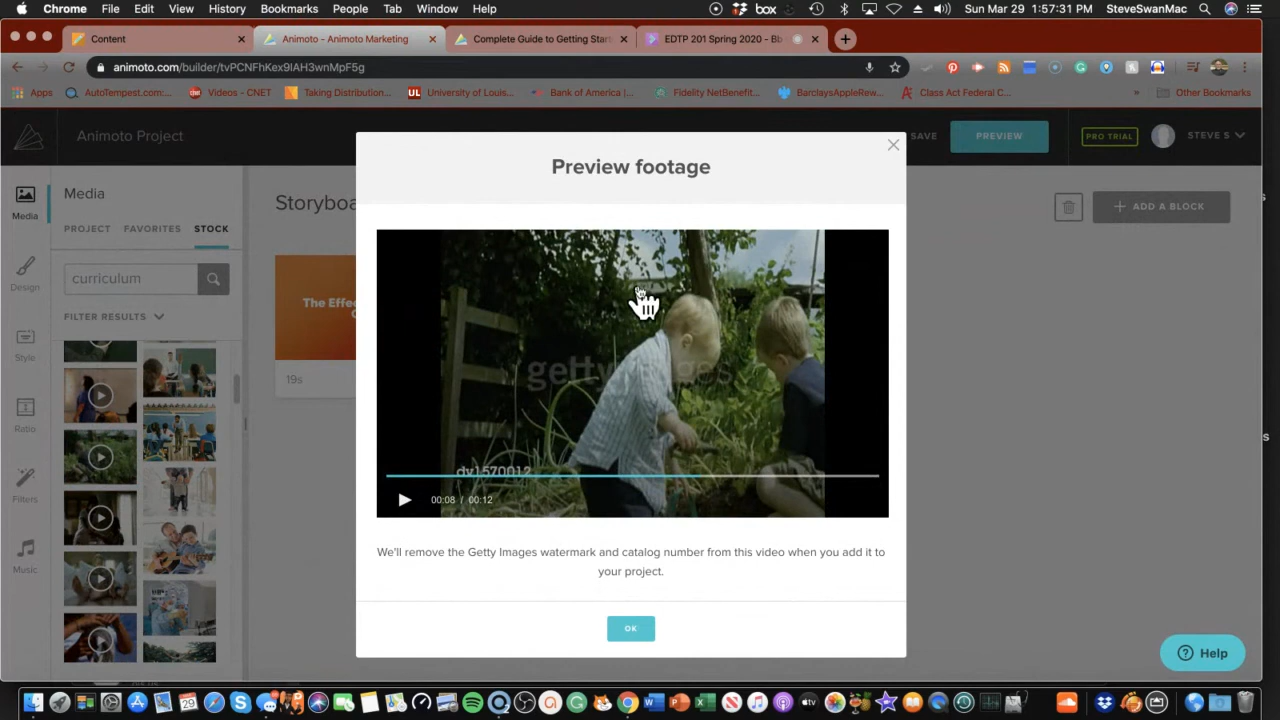 Chrome File Edit View History Bookmarks People Tab Window Help
box Sun Mar 29 1:57:31 PM SteveSwanMac
Content Animoto - Animoto Marketing Complete Guide to Getting Star EDTP 201 Spring 2020 - Bb
animoto.com/builder/tvPCNFhKex9IAH3wnMpF5g
Apps AutoTempest.com:... Videos - CNET Taking Distribution... University of Louis... Bank of America |... Fidelity NetBenefit... BarclaysAppleRew... Class Act Federal C... » Other Bookmarks
Animoto Project SAVE PREVIEW PRO TRIAL STEVE S
Preview footage
Media
Media
PROJECT FAVORITES STOCK
Storyboa
ADD A BLOCK
curriculum
Design
FILTER RESULTS
The Effe
Style
19s
Ratio
Filters
Music
gettyimages
dv1570012
00:08 / 00:12
We'll remove the Getty Images watermark and catalog number from this video when you add it to
your project.
OK
Help